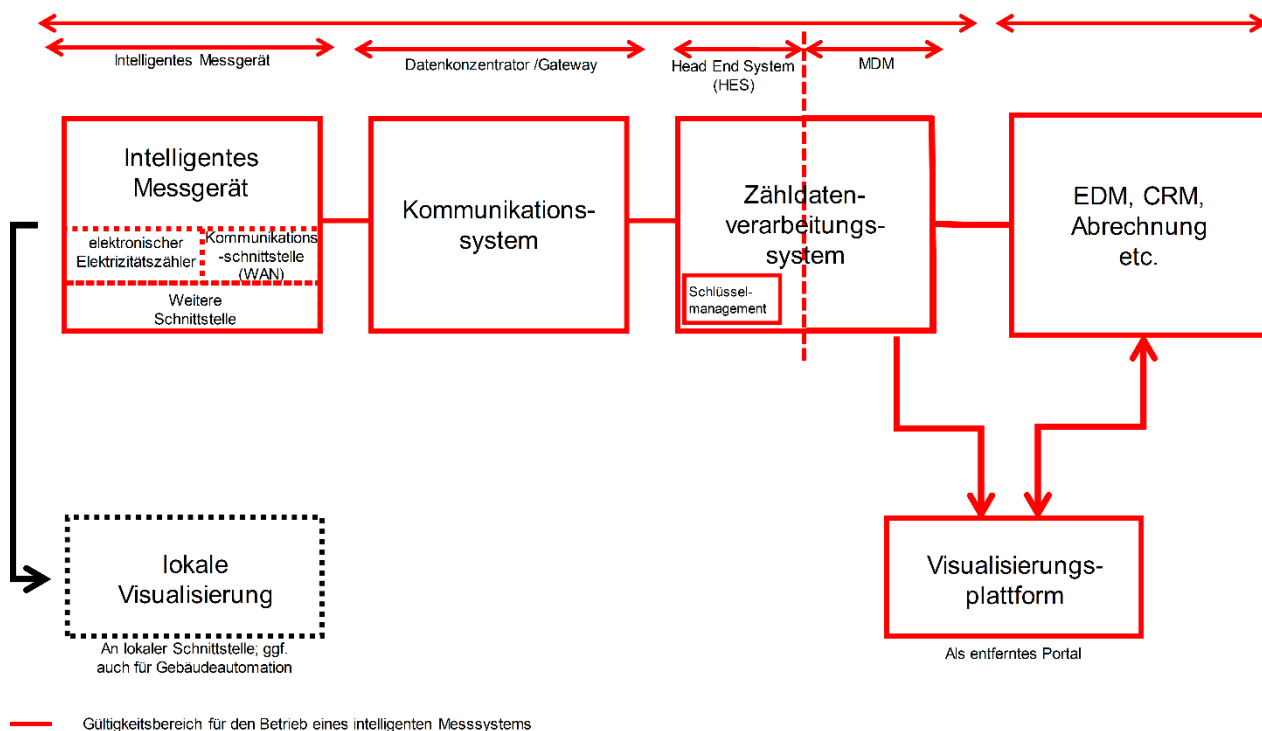 Intelligentes Messgerät
Datenkonzentrator /Gateway
Head End System
(HES)
MDM
Intelligentes
Messgerät
elektronischer
Elektrizitätszähler
Kommunikations
-schnittstelle
(WAN)
Weitere
Schnittstelle
Kommunikations-
system
Zähldaten-
verarbeitungs-
system
Schlüssel-
management
EDM, CRM,
Abrechnung
etc.
lokale
Visualisierung
An lokaler Schnittstelle; ggf.
auch für Gebäudeautomation
Visualisierungs-
plattform
Als entferntes Portal
Gültigkeitsbereich für den Betrieb eines intelligenten Messsystems